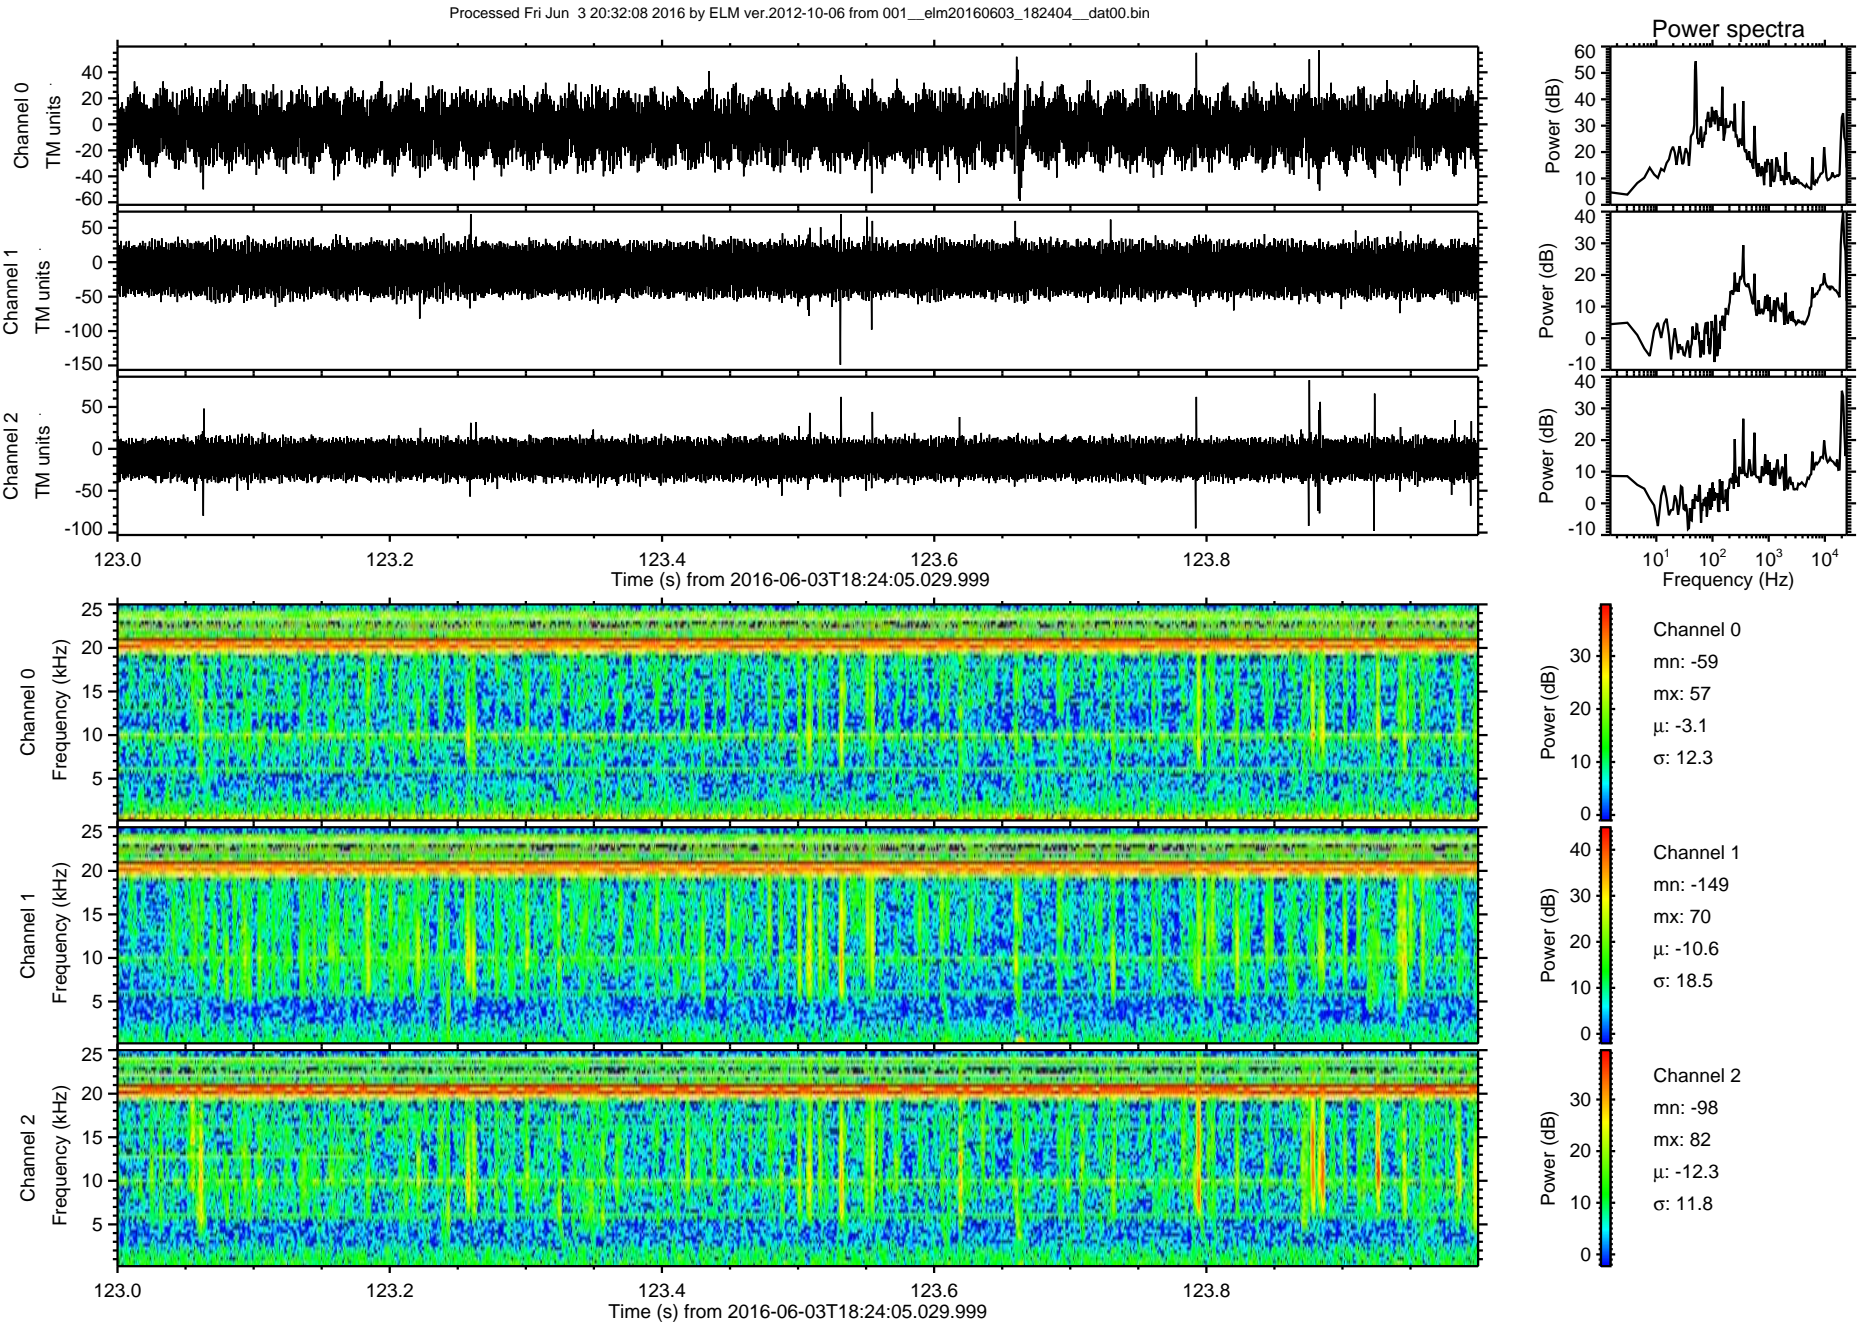 Processed Fri Jun  3 20:32:08 2016 by ELM ver.2012-10-06 from 001__elm20160603_182404__dat00.bin
Power spectra
Channel 0
TM units
40
20
0
-20
-40
-60
Power (dB)
60
50
40
30
20
10
0
Channel 1
TM units
50
0
-50
-100
-150
Power (dB)
40
30
20
10
0
-10
Channel 2
TM units
50
0
-50
-100
Power (dB)
40
30
20
10
0
-10
123.0 123.2 123.4 123.6 123.8
Time (s) from 2016-06-03T18:24:05.029.999
10¹ 10² 10³ 10⁴
Frequency (Hz)
Channel 0
Frequency (kHz)
25
20
15
10
5
Power (dB)
30
20
10
0
Channel 0
mn: -59
mx: 57
μ: -3.1
σ: 12.3
Channel 1
Frequency (kHz)
25
20
15
10
5
Power (dB)
40
30
20
10
0
Channel 1
mn: -149
mx: 70
μ: -10.6
σ: 18.5
Channel 2
Frequency (kHz)
25
20
15
10
5
Power (dB)
30
20
10
0
Channel 2
mn: -98
mx: 82
μ: -12.3
σ: 11.8
123.0 123.2 123.4 123.6 123.8
Time (s) from 2016-06-03T18:24:05.029.999